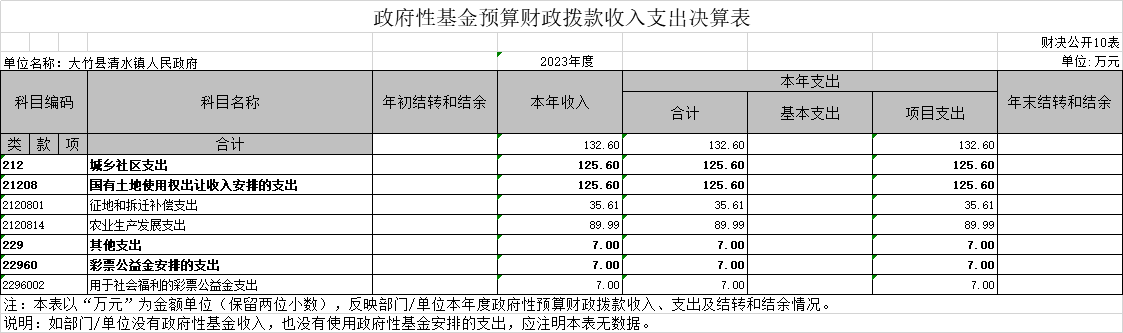 政府性基金预算财政拨款收入支出决算表
财决公开10表
单位名称：大竹县清水镇人民政府 2023年度 单位:万元
科目编码 科目名称 年初结转和结余 本年收入 本年支出 年末结转和结余
合计 基本支出 项目支出
类 款 项 合计 132.60 132.60 132.60
212 城乡社区支出 125.60 125.60 125.60
21208 国有土地使用权出让收入安排的支出 125.60 125.60 125.60
2120801 征地和拆迁补偿支出 35.61 35.61 35.61
2120814 农业生产发展支出 89.99 89.99 89.99
229 其他支出 7.00 7.00 7.00
22960 彩票公益金安排的支出 7.00 7.00 7.00
2296002 用于社会福利的彩票公益金支出 7.00 7.00 7.00
注：本表以“万元”为金额单位（保留两位小数），反映部门/单位本年度政府性预算财政拨款收入、支出及结转和结余情况。
说明：如部门/单位没有政府性基金收入，也没有使用政府性基金安排的支出，应注明本表无数据。